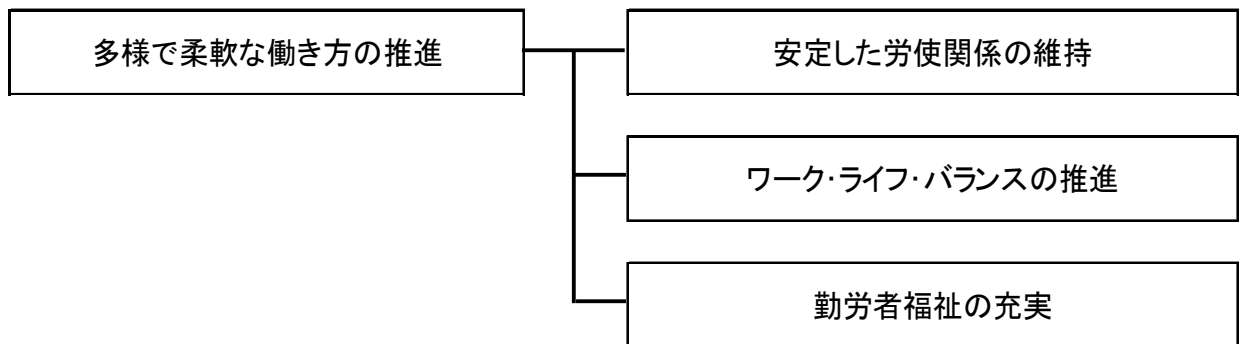 多様で柔軟な働き方の推進
安定した労使関係の維持
ワーク・ライフ・バランスの推進
勤労者福祉の充実